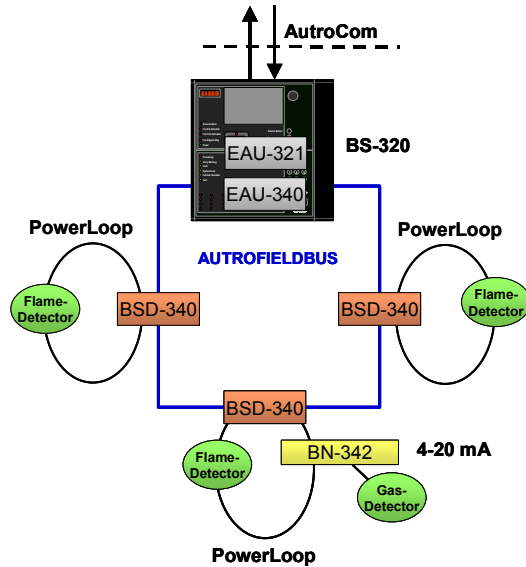 AutroCom
ALARM
EAU-321
BS-320
EAU-340
PowerLoop
PowerLoop
AUTROFIELDBUS
Flame-
Detector
BSD-340
BSD-340
Flame-
Detector
BSD-340
Flame-
Detector
BN-342
4-20 mA
Gas-
Detector
PowerLoop